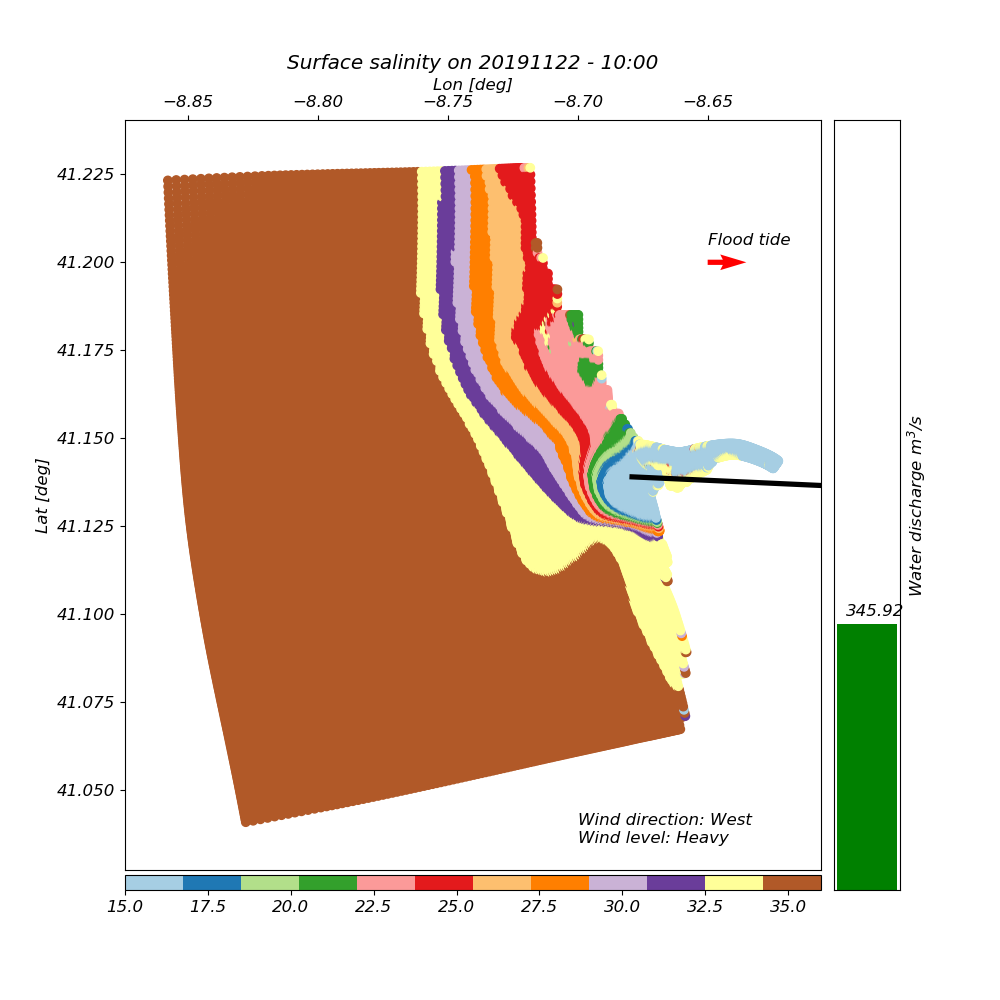 Surface salinity on 20191122 - 10:00
Lon [deg]
−8.85 −8.80 −8.75 −8.70 −8.65
41.225
41.200
41.175
41.150
41.125
41.100
41.075
41.050
Lat [deg]
Flood tide
Wind direction: West
Wind level: Heavy
345.92
Water discharge m³/s
15.0 17.5 20.0 22.5 25.0 27.5 30.0 32.5 35.0